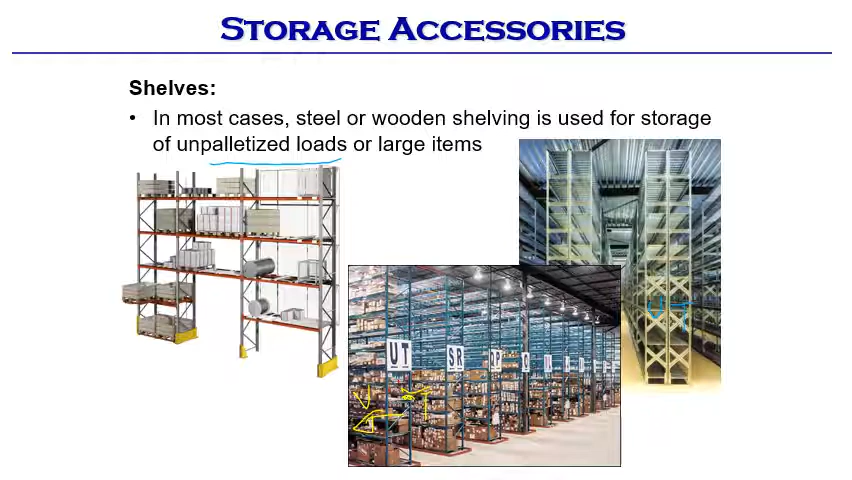 STORAGE ACCESSORIES
Shelves:
• In most cases, steel or wooden shelving is used for storage
of unpalletized loads or large items
UT
SR
QP